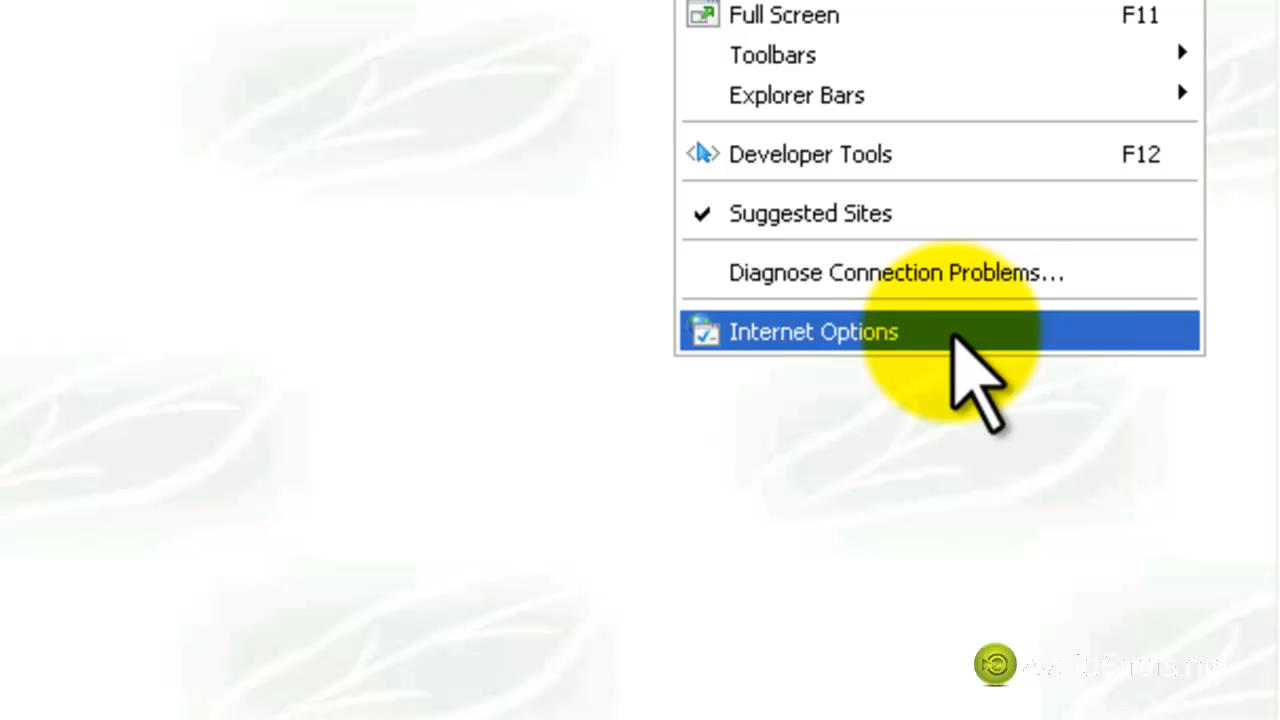 Full Screen F11
Toolbars
Explorer Bars
Developer Tools F12
Suggested Sites
Diagnose Connection Problems...
Internet Options